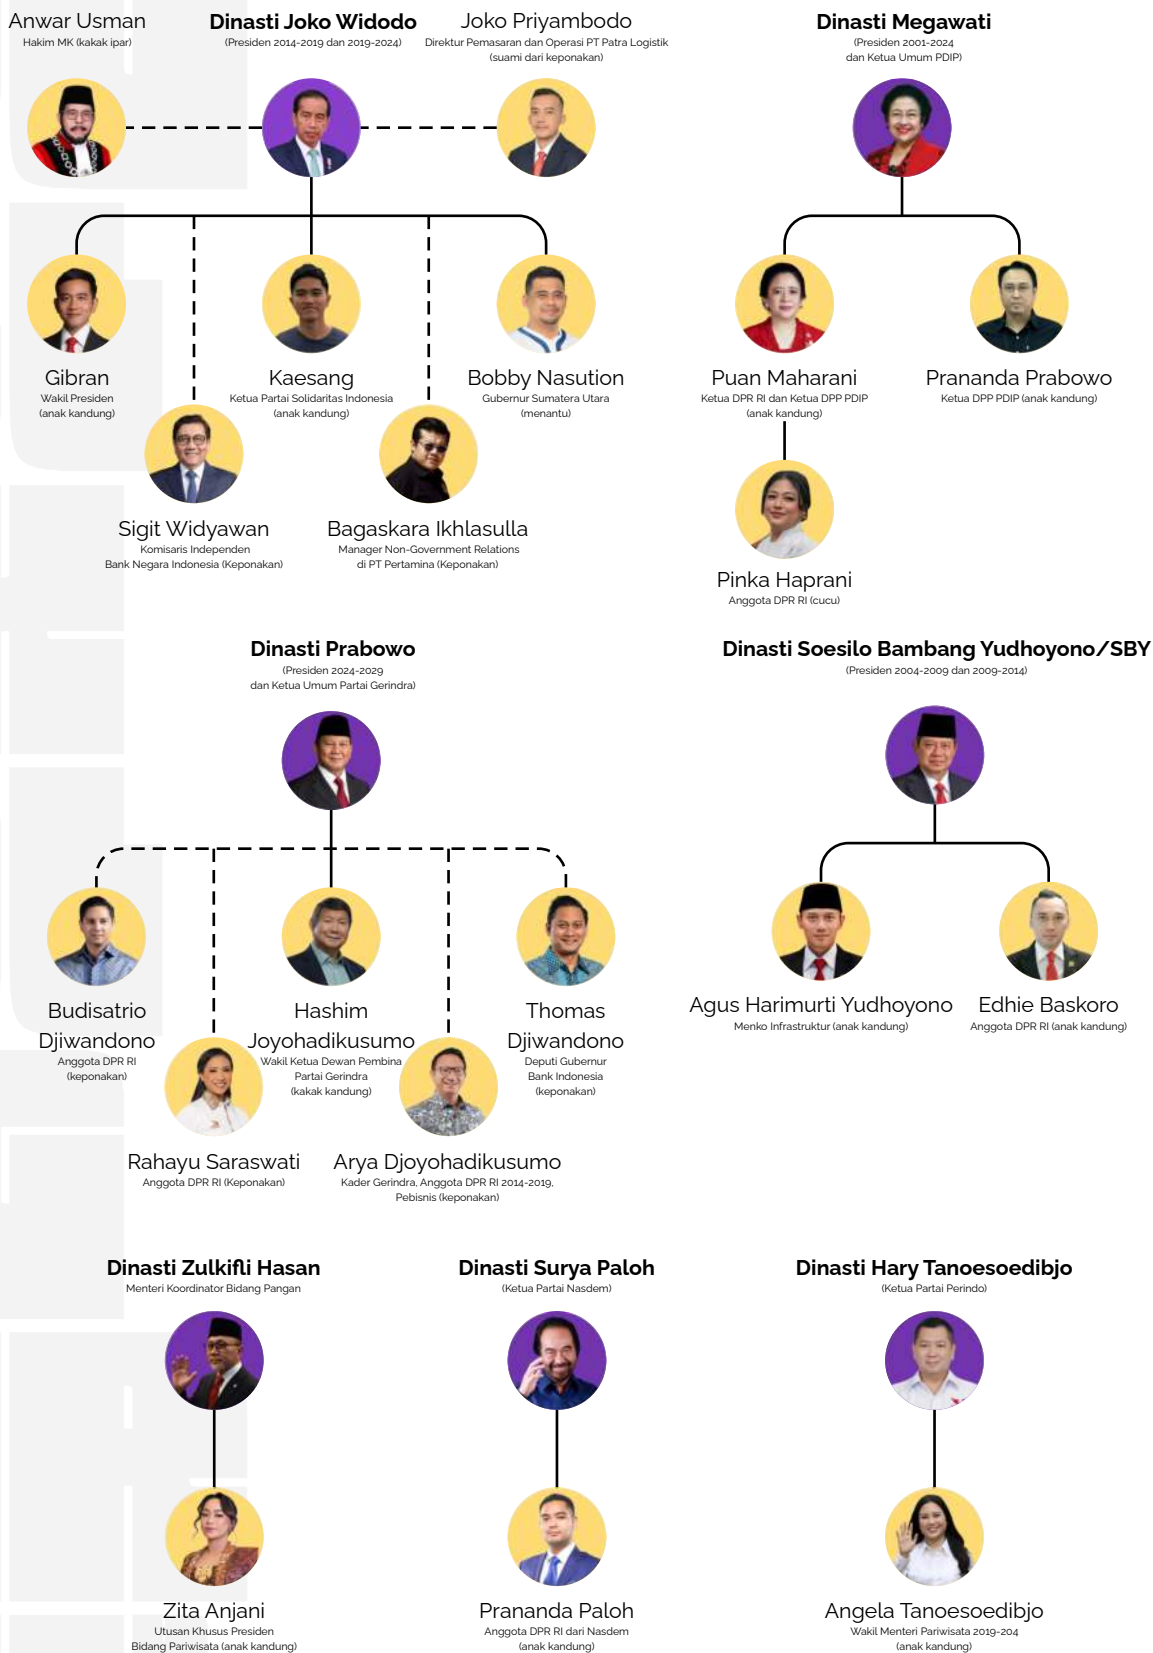 Anwar Usman
Hakim MK (kakak ipar)
Dinasti Joko Widodo
(Presiden 2014-2019 dan 2019-2024)
Joko Priyambodo
Direktur Pemasaran dan Operasi PT Patra Logistik
(suami dari keponakan)
Gibran
Wakil Presiden
(anak kandung)
Kaesang
Ketua Partai Solidaritas Indonesia
(anak kandung)
Bobby Nasution
Gubernur Sumatera Utara
(menantu)
Sigit Widyawan
Komisaris Independen
Bank Negara Indonesia (Keponakan)
Bagaskara Ikhlasulla
Manager Non-Government Relations
di PT Pertamina (Keponakan)
Dinasti Megawati
(Presiden 2001-2024
dan Ketua Umum PDIP)
Puan Maharani
Ketua DPR RI dan Ketua DPP PDIP
(anak kandung)
Prananda Prabowo
Ketua DPP PDIP (anak kandung)
Pinka Haprani
Anggota DPR RI (cucu)
Dinasti Prabowo
(Presiden 2024-2029
dan Ketua Umum Partai Gerindra)
Budisatrio
Djiwandono
Anggota DPR RI
(keponakan)
Hashim
Joyohadikusumo
Wakil Ketua Dewan Pembina
Partai Gerindra
(kakak kandung)
Thomas
Djiwandono
Deputi Gubernur
Bank Indonesia
(keponakan)
Rahayu Saraswati
Anggota DPR RI (Keponakan)
Arya Djoyohadikusumo
Kader Gerindra, Anggota DPR RI 2014-2019,
Pebisnis (keponakan)
Dinasti Soesilo Bambang Yudhoyono/SBY
(Presiden 2004-2009 dan 2009-2014)
Agus Harimurti Yudhoyono
Menko Infrastruktur (anak kandung)
Edhie Baskoro
Anggota DPR RI (anak kandung)
Dinasti Zulkifli Hasan
Menteri Koordinator Bidang Pangan
Zita Anjani
Utusan Khusus Presiden
Bidang Pariwisata (anak kandung)
Dinasti Surya Paloh
(Ketua Partai Nasdem)
Prananda Paloh
Anggota DPR RI dari Nasdem
(anak kandung)
Dinasti Hary Tanoesoedibjo
(Ketua Partai Perindo)
Angela Tanoesoedibjo
Wakil Menteri Pariwisata 2019-204
(anak kandung)